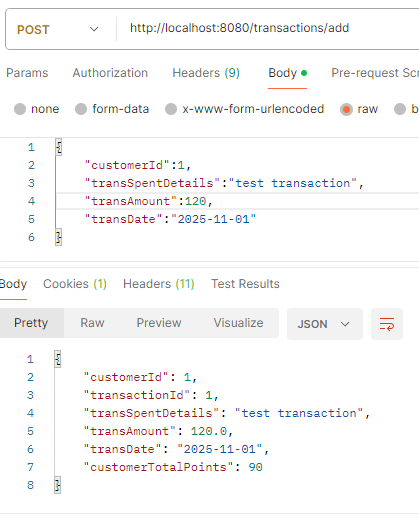 POST http://localhost:8080/transactions/add
Params Authorization Headers (9) Body Pre-request Scr
none form-data x-www-form-urlencoded raw b
1 {
2 "customerId":1,
3 "transSpentDetails":"test transaction",
4 "transAmount":120,
5 "transDate":"2025-11-01"
6 }
Body Cookies (1) Headers (11) Test Results
Pretty Raw Preview Visualize JSON
1 {
2 "customerId": 1,
3 "transactionId": 1,
4 "transSpentDetails": "test transaction",
5 "transAmount": 120.0,
6 "transDate": "2025-11-01",
7 "customerTotalPoints": 90
8 }